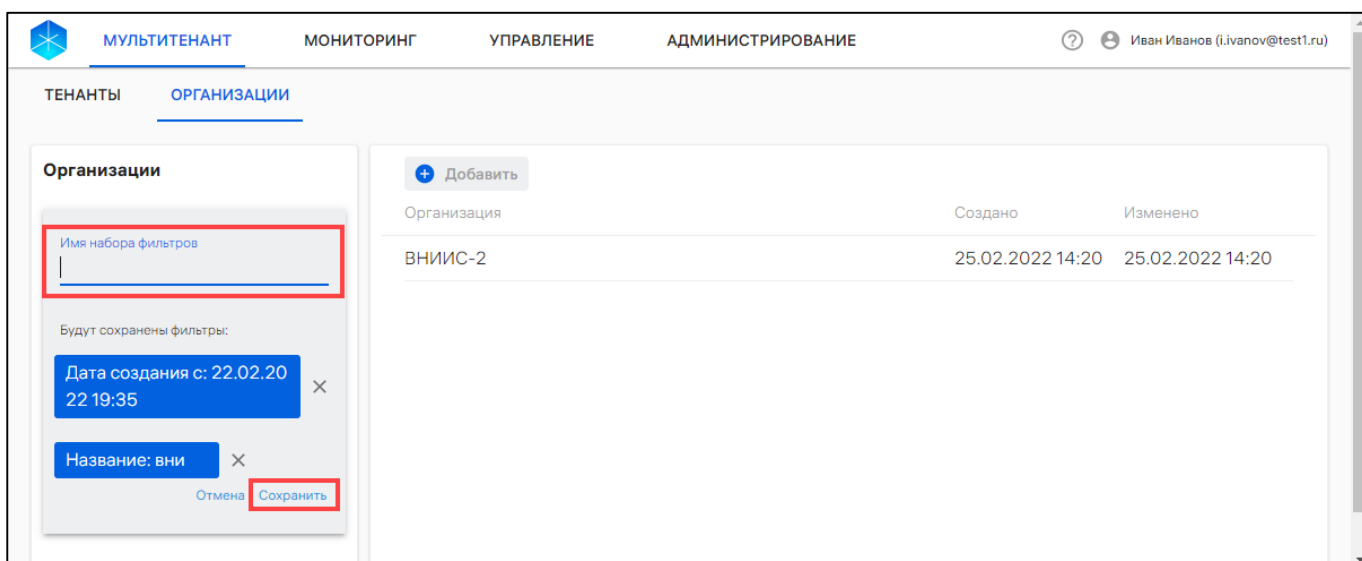 МУЛЬТИТЕНАНТ МОНИТОРИНГ УПРАВЛЕНИЕ АДМИНИСТРИРОВАНИЕ ? Иван Иванов (i.ivanov@test1.ru)
ТЕНАНТЫ ОРГАНИЗАЦИИ
Организации
Имя набора фильтров
Будут сохранены фильтры:
Дата создания с: 22.02.20
22 19:35
Название: вни
Отмена Сохранить
Добавить
Организация Создано Изменено
ВНИИС-2 25.02.2022 14:20 25.02.2022 14:20